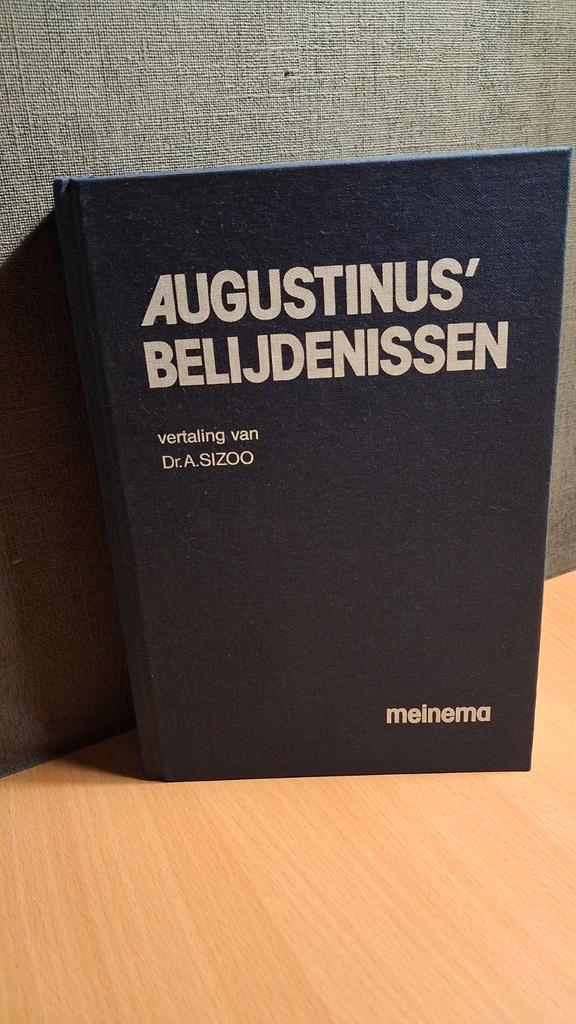 AUGUSTINUS’
BELIJDENISSEN
vertaling van
Dr.A.SIZOO
meinema